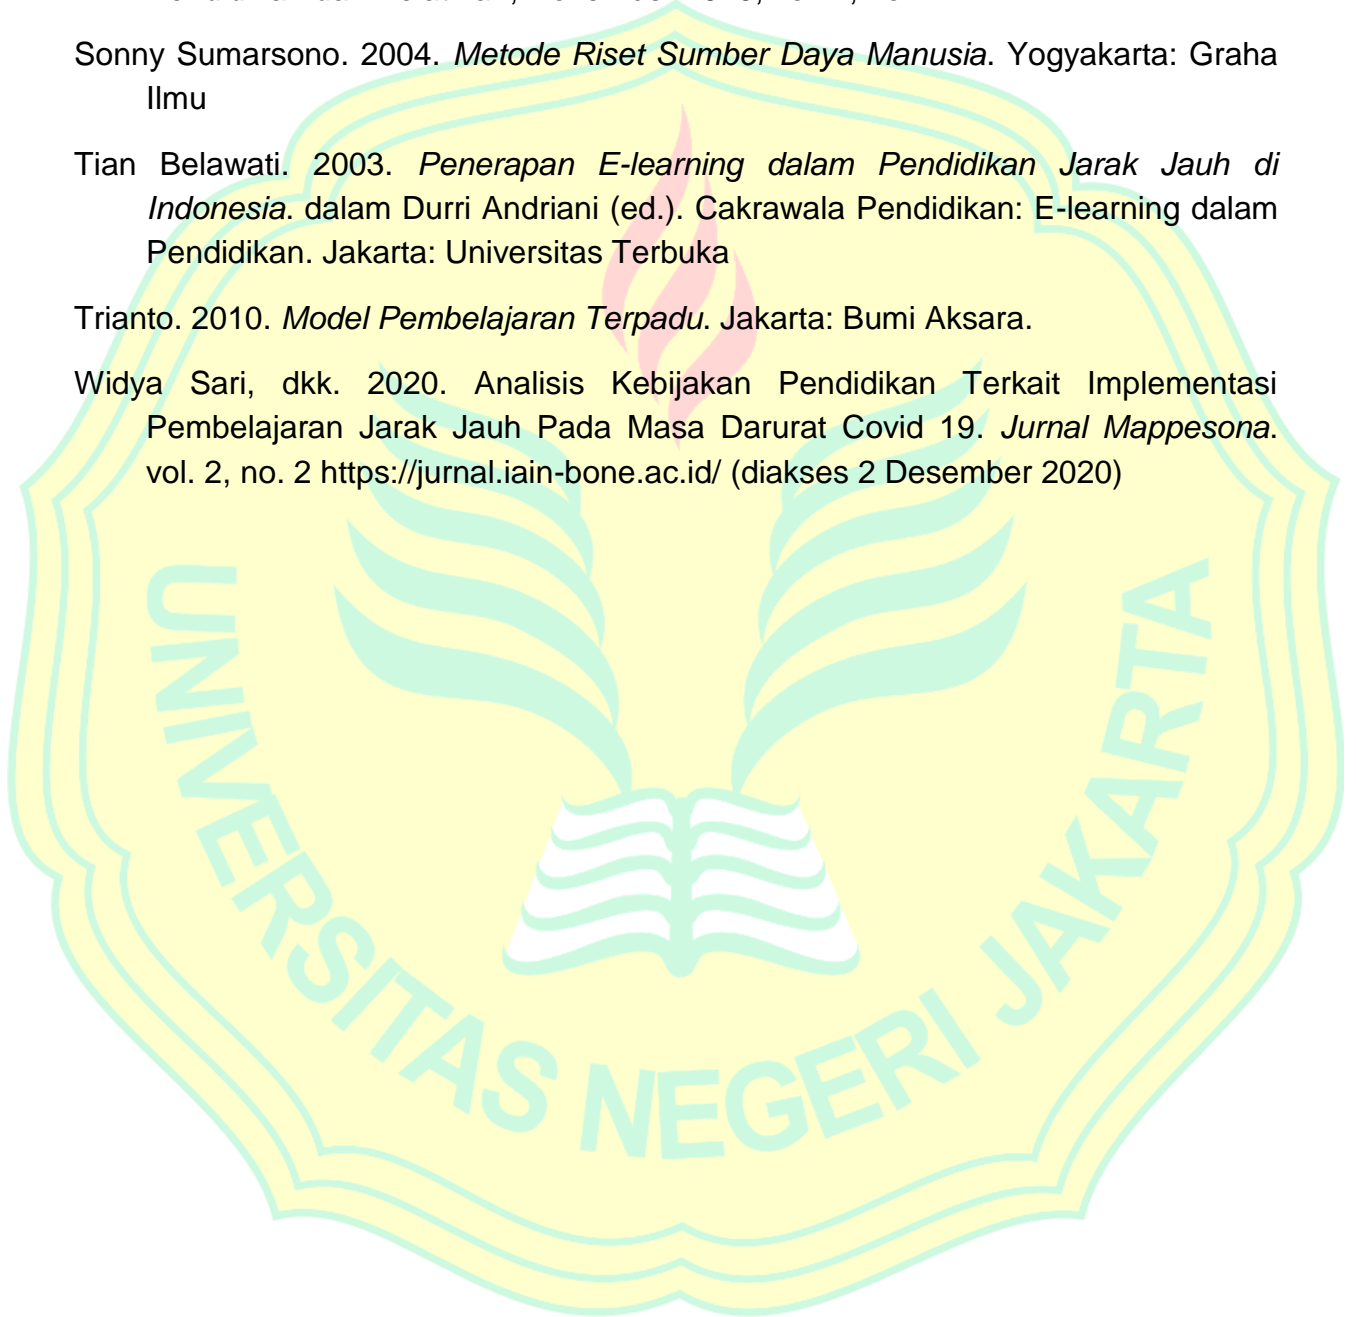 Sonny Sumarsono. 2004. Metode Riset Sumber Daya Manusia. Yogyakarta: Graha
Ilmu
Tian Belawati. 2003. Penerapan E-learning dalam Pendidikan Jarak Jauh di
Indonesia. dalam Durri Andriani (ed.). Cakrawala Pendidikan: E-learning dalam
Pendidikan. Jakarta: Universitas Terbuka
Trianto. 2010. Model Pembelajaran Terpadu. Jakarta: Bumi Aksara.
Widya Sari, dkk. 2020. Analisis Kebijakan Pendidikan Terkait Implementasi
Pembelajaran Jarak Jauh Pada Masa Darurat Covid 19. Jurnal Mappesona.
vol. 2, no. 2 https://jurnal.iain-bone.ac.id/ (diakses 2 Desember 2020)
UNIVERSITAS NEGERI JAKARTA